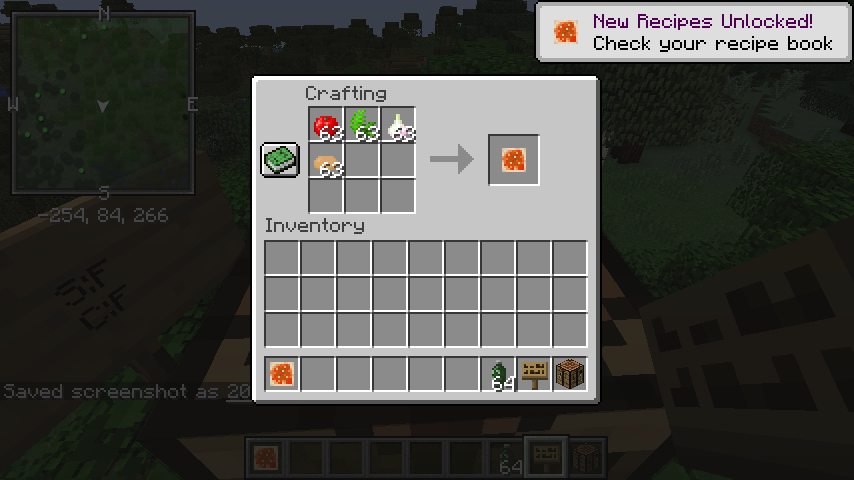 N
New Recipes Unlocked!
Check your recipe book
W
E
Crafting
63
63
63
63
S
-254, 84, 266
Inventory
S:F
C:F
Saved screenshot as 20
64
64